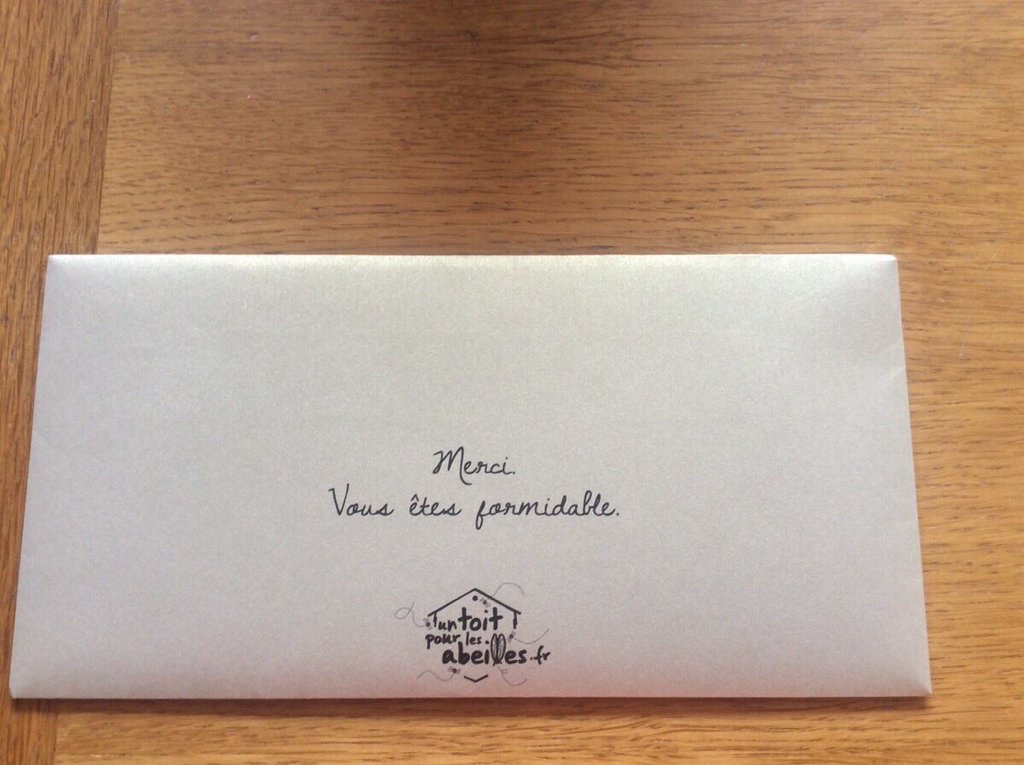 Merci.
Vous êtes formidable.
un toit
pour les
abeilles.fr